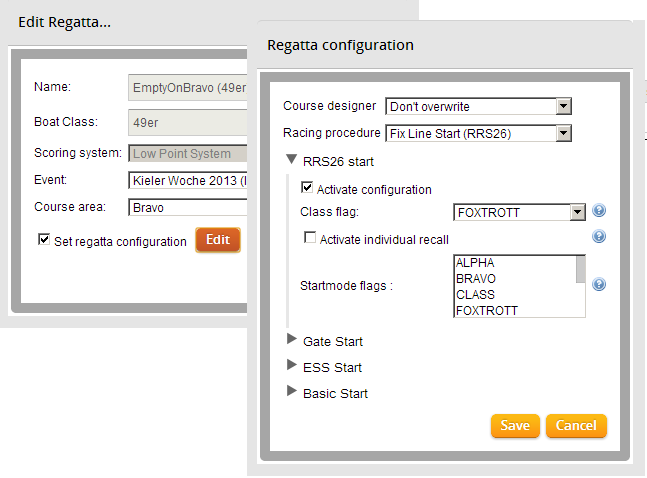 Edit Regatta...
Name:
EmptyOnBravo (49er
Boat Class:
49er
Scoring system:
Low Point System
Event:
Kieler Woche 2013 (
Course area:
Bravo
Set regatta configuration
Edit
Regatta configuration
Course designer
Don't overwrite
Racing procedure
Fix Line Start (RRS26)
RRS26 start
Activate configuration
Class flag:
FOXTROTT
Activate individual recall
Startmode flags :
ALPHA
BRAVO
CLASS
FOXTROTT
Gate Start
ESS Start
Basic Start
Save
Cancel